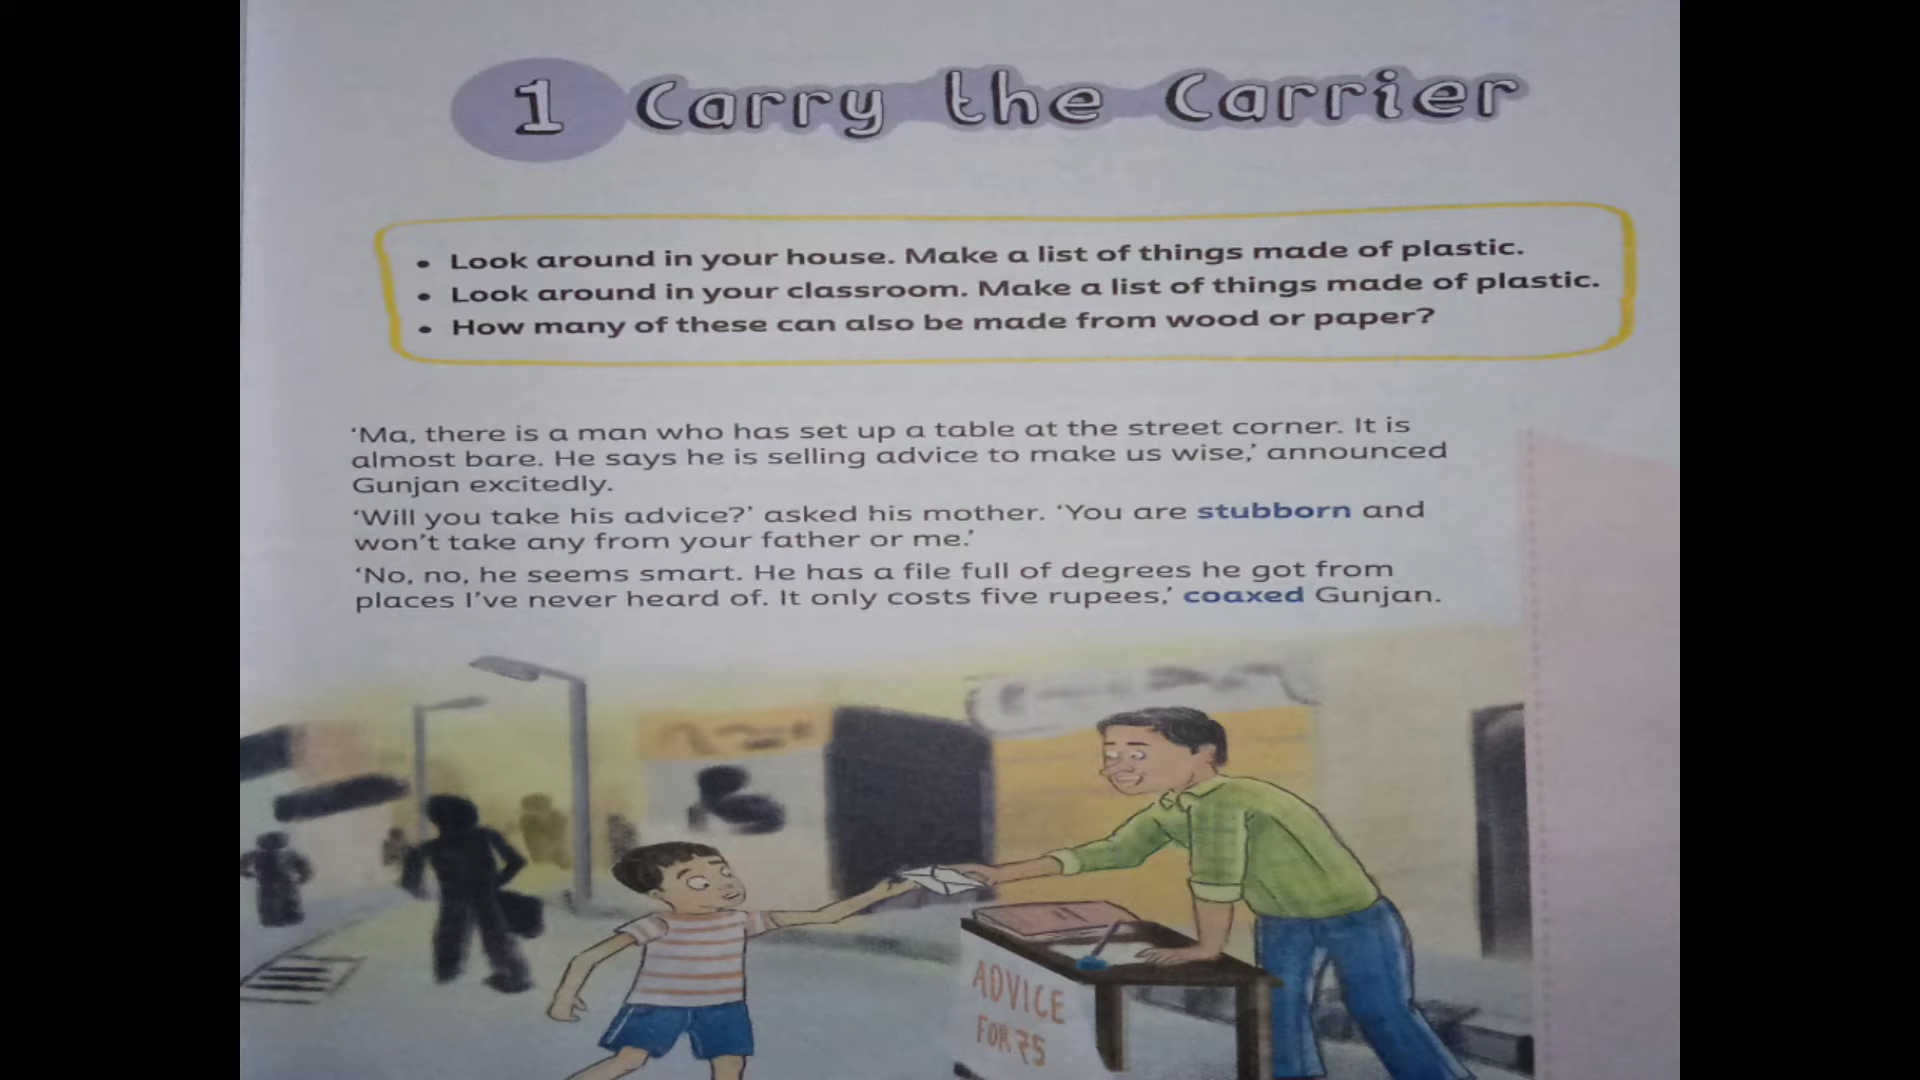 1 Carry the Carrier
• Look around in your house. Make a list of things made of plastic.
• Look around in your classroom. Make a list of things made of plastic.
• How many of these can also be made from wood or paper?
‘Ma, there is a man who has set up a table at the street corner. It is
almost bare. He says he is selling advice to make us wise,’ announced
Gunjan excitedly.
‘Will you take his advice?’ asked his mother. ‘You are stubborn and
won’t take any from your father or me.’
‘No, no, he seems smart. He has a file full of degrees he got from
places I’ve never heard of. It only costs five rupees,’ coaxed Gunjan.
ADVICE
FOR ₹5